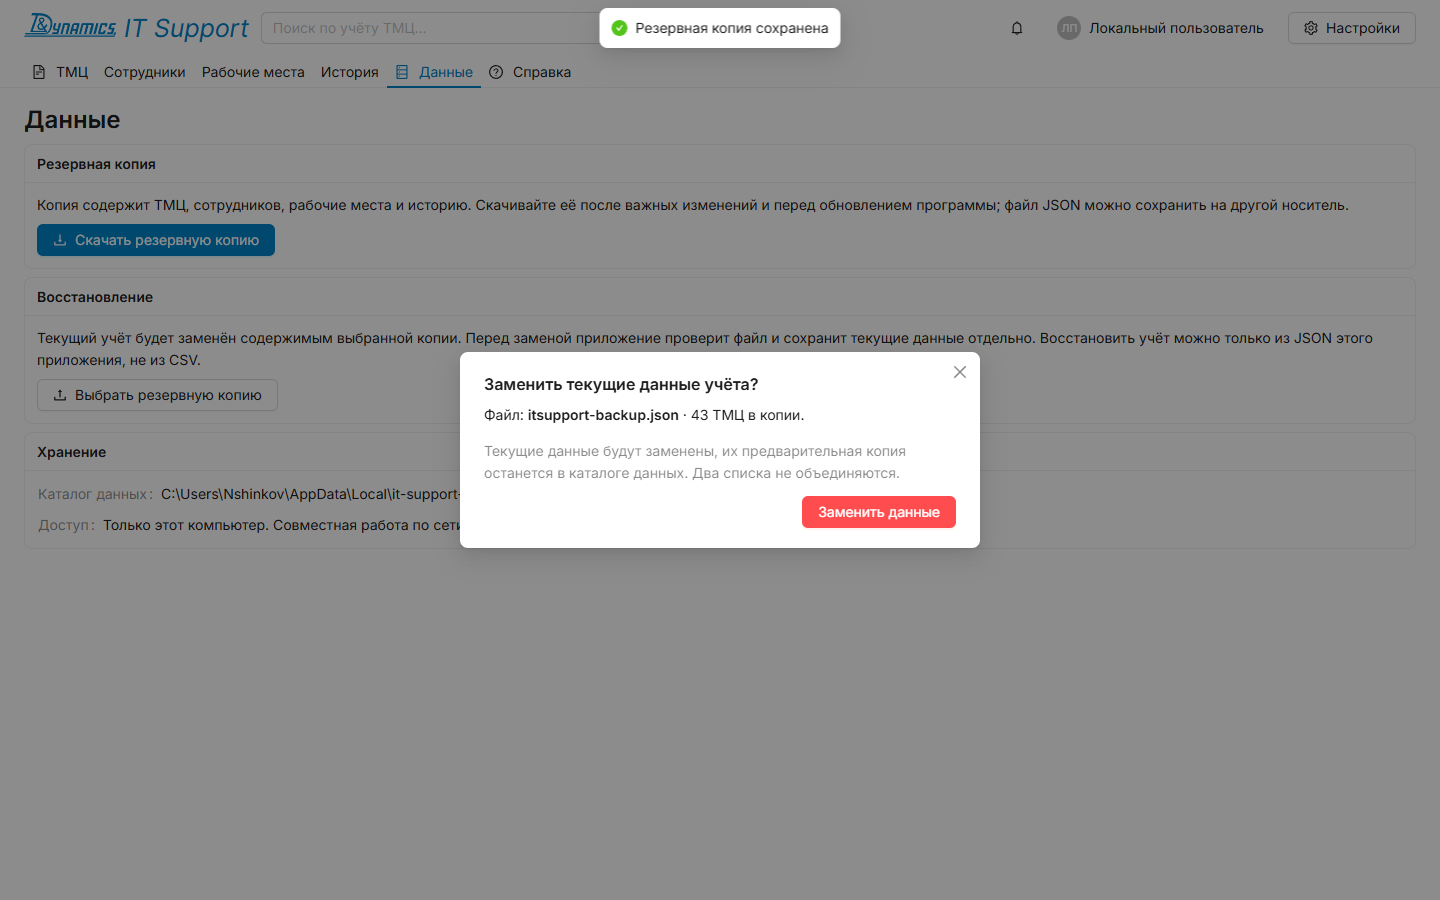 D&Dynamics IT Support
Поиск по учёту ТМЦ...
Резервная копия сохранена
ЛП
Локальный пользователь
Настройки
ТМЦ
Сотрудники
Рабочие места
История
Данные
Справка
Данные
Резервная копия
Копия содержит ТМЦ, сотрудников, рабочие места и историю. Скачивайте её после важных изменений и перед обновлением программы; файл JSON можно сохранить на другой носитель.
Скачать резервную копию
Восстановление
Текущий учёт будет заменён содержимым выбранной копии. Перед заменой приложение проверит файл и сохранит текущие данные отдельно. Восстановить учёт можно только из JSON этого
приложения, не из CSV.
Выбрать резервную копию
Заменить текущие данные учёта?
Файл: itsupport-backup.json · 43 ТМЦ в копии.
Текущие данные будут заменены, их предварительная копия
останется в каталоге данных. Два списка не объединяются.
Заменить данные
Хранение
Каталог данных: C:\Users\Nshinkov\AppData\Local\it-support-
Доступ: Только этот компьютер. Совместная работа по сети